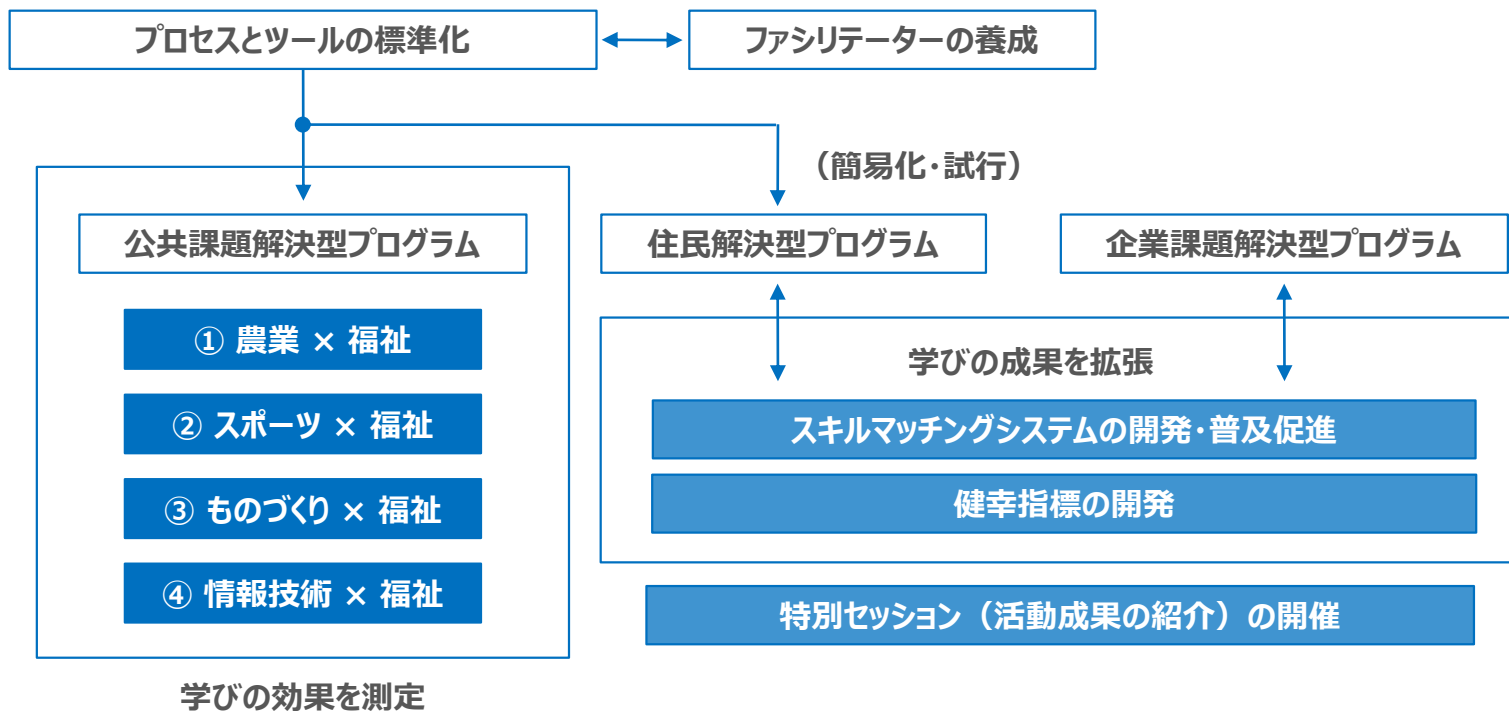 プロセスとツールの標準化
ファシリテーターの養成
（簡易化・試行）
公共課題解決型プログラム
住民解決型プログラム
企業課題解決型プログラム
① 農業 × 福祉
② スポーツ × 福祉
③ ものづくり × 福祉
④ 情報技術 × 福祉
学びの成果を拡張
スキルマッチングシステムの開発・普及促進
健幸指標の開発
特別セッション（活動成果の紹介）の開催
学びの効果を測定